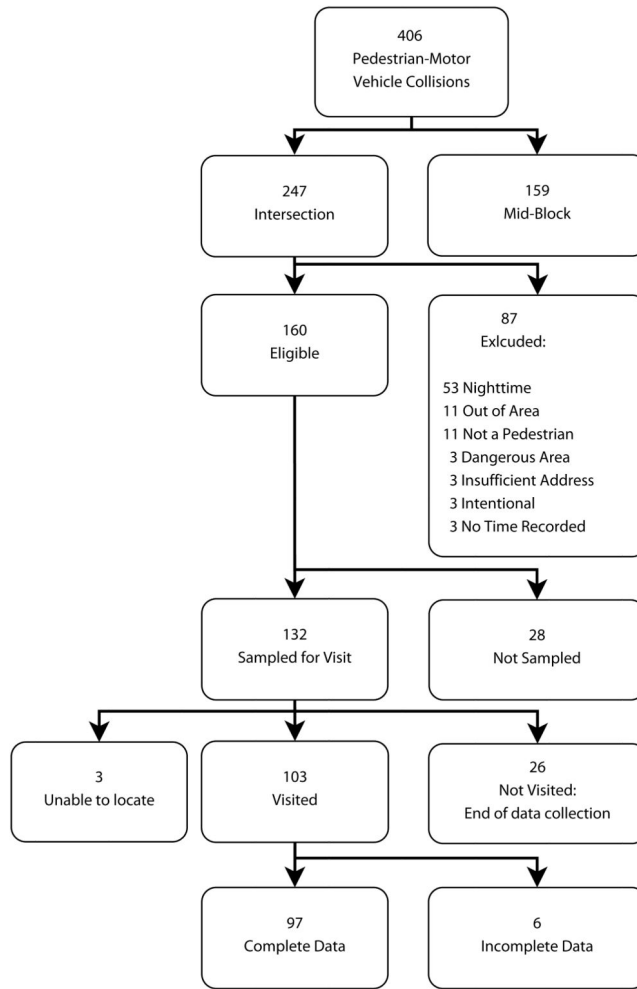 406
Pedestrian-Motor
Vehicle Collisions
247
Intersection
159
Mid-Block
160
Eligible
87
Exlcuded:
53 Nighttime
11 Out of Area
11 Not a Pedestrian
3 Dangerous Area
3 Insufficient Address
3 Intentional
3 No Time Recorded
132
Sampled for Visit
28
Not Sampled
3
Unable to locate
103
Visited
26
Not Visited:
End of data collection
97
Complete Data
6
Incomplete Data